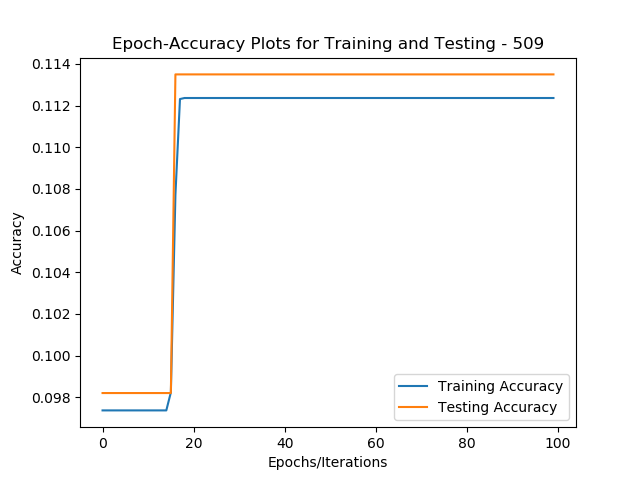 Epoch-Accuracy Plots for Training and Testing - 509
0.114
0.112
0.110
0.108
0.106
0.104
0.102
0.100
0.098
Accuracy
Training Accuracy
Testing Accuracy
0 20 40 60 80 100
Epochs/Iterations